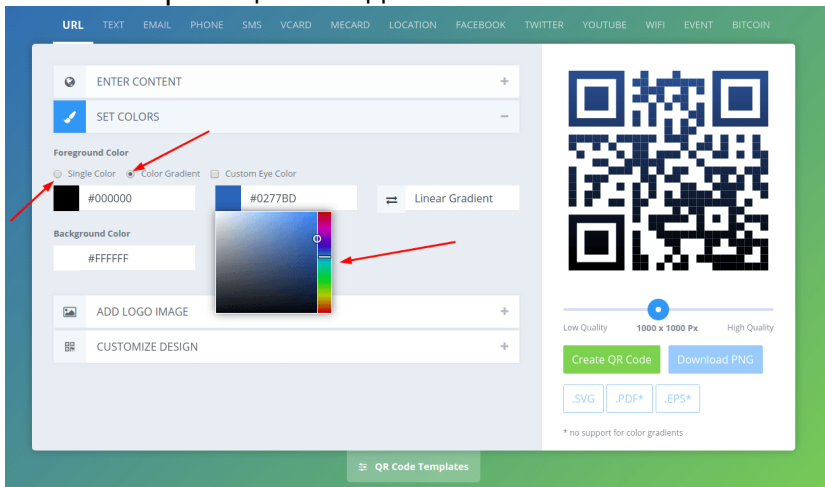 URL TEXT EMAIL PHONE SMS VCARD MECARD LOCATION FACEBOOK TWITTER YOUTUBE WIFI EVENT BITCOIN
ENTER CONTENT +
SET COLORS −
Foreground Color
Single Color Color Gradient Custom Eye Color
#000000 #0277BD Linear Gradient
Background Color
#FFFFFF
ADD LOGO IMAGE +
CUSTOMIZE DESIGN +
Low Quality 1000 x 1000 Px High Quality
Create QR Code Download PNG
.SVG .PDF* .EPS*
* no support for color gradients
QR Code Templates